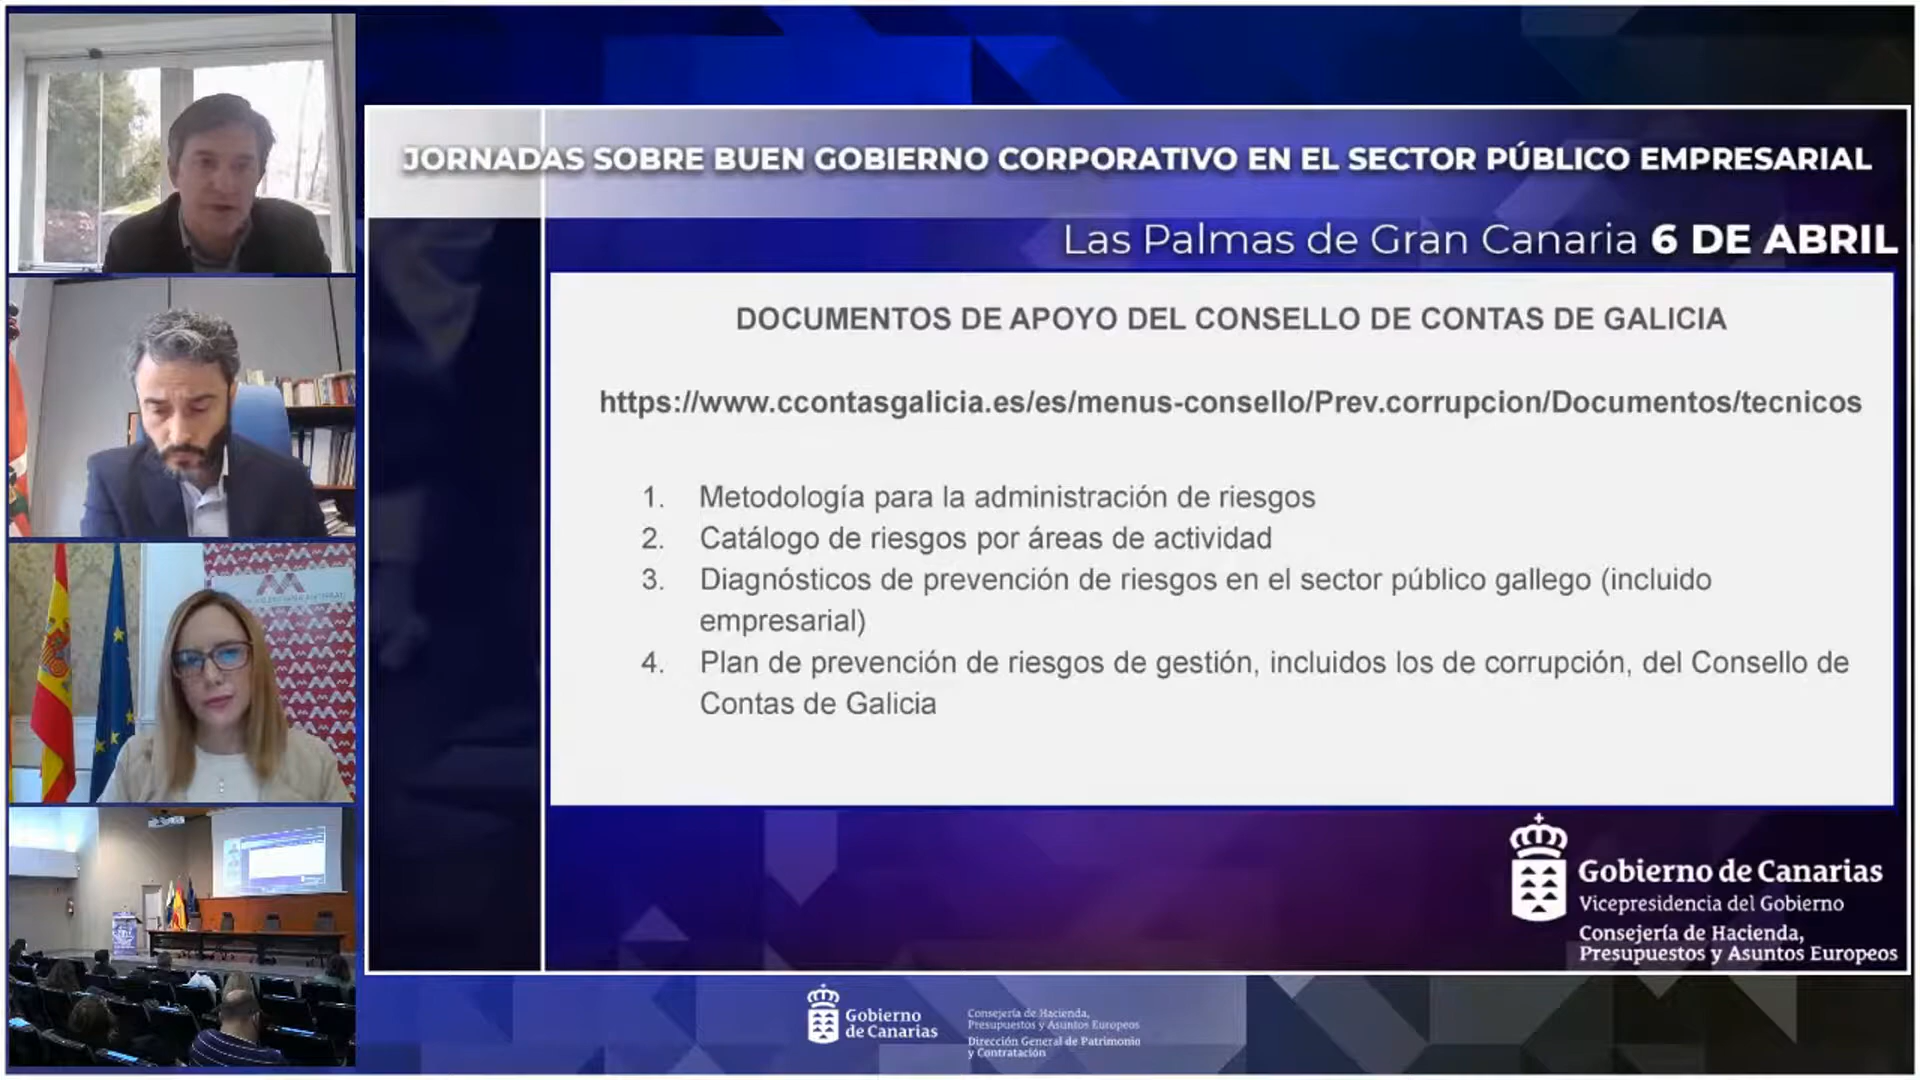 JORNADAS SOBRE BUEN GOBIERNO CORPORATIVO EN EL SECTOR PÚBLICO EMPRESARIAL
Las Palmas de Gran Canaria 6 DE ABRIL
DOCUMENTOS DE APOYO DEL CONSELLO DE CONTAS DE GALICIA
https://www.ccontasgalicia.es/es/menus-consello/Prev.corrupcion/Documentos/tecnicos
1. Metodología para la administración de riesgos
2. Catálogo de riesgos por áreas de actividad
3. Diagnósticos de prevención de riesgos en el sector público gallego (incluido
empresarial)
4. Plan de prevención de riesgos de gestión, incluidos los de corrupción, del Consello de
Contas de Galicia
Gobierno de Canarias
Vicepresidencia del Gobierno
Consejería de Hacienda,
Presupuestos y Asuntos Europeos
Gobierno
de Canarias
Consejería de Hacienda,
Presupuestos y Asuntos Europeos
Dirección General de Patrimonio
y Contratación